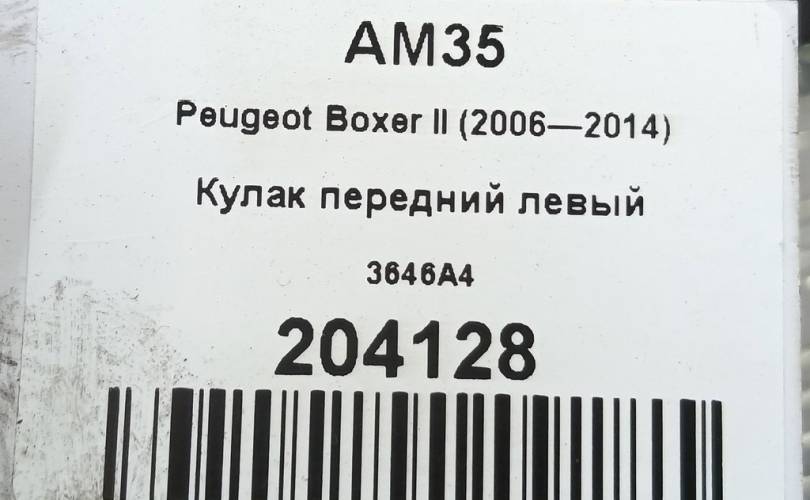 AM35
Peugeot Boxer II (2006—2014)
Кулак передний левый
3646A4
204128